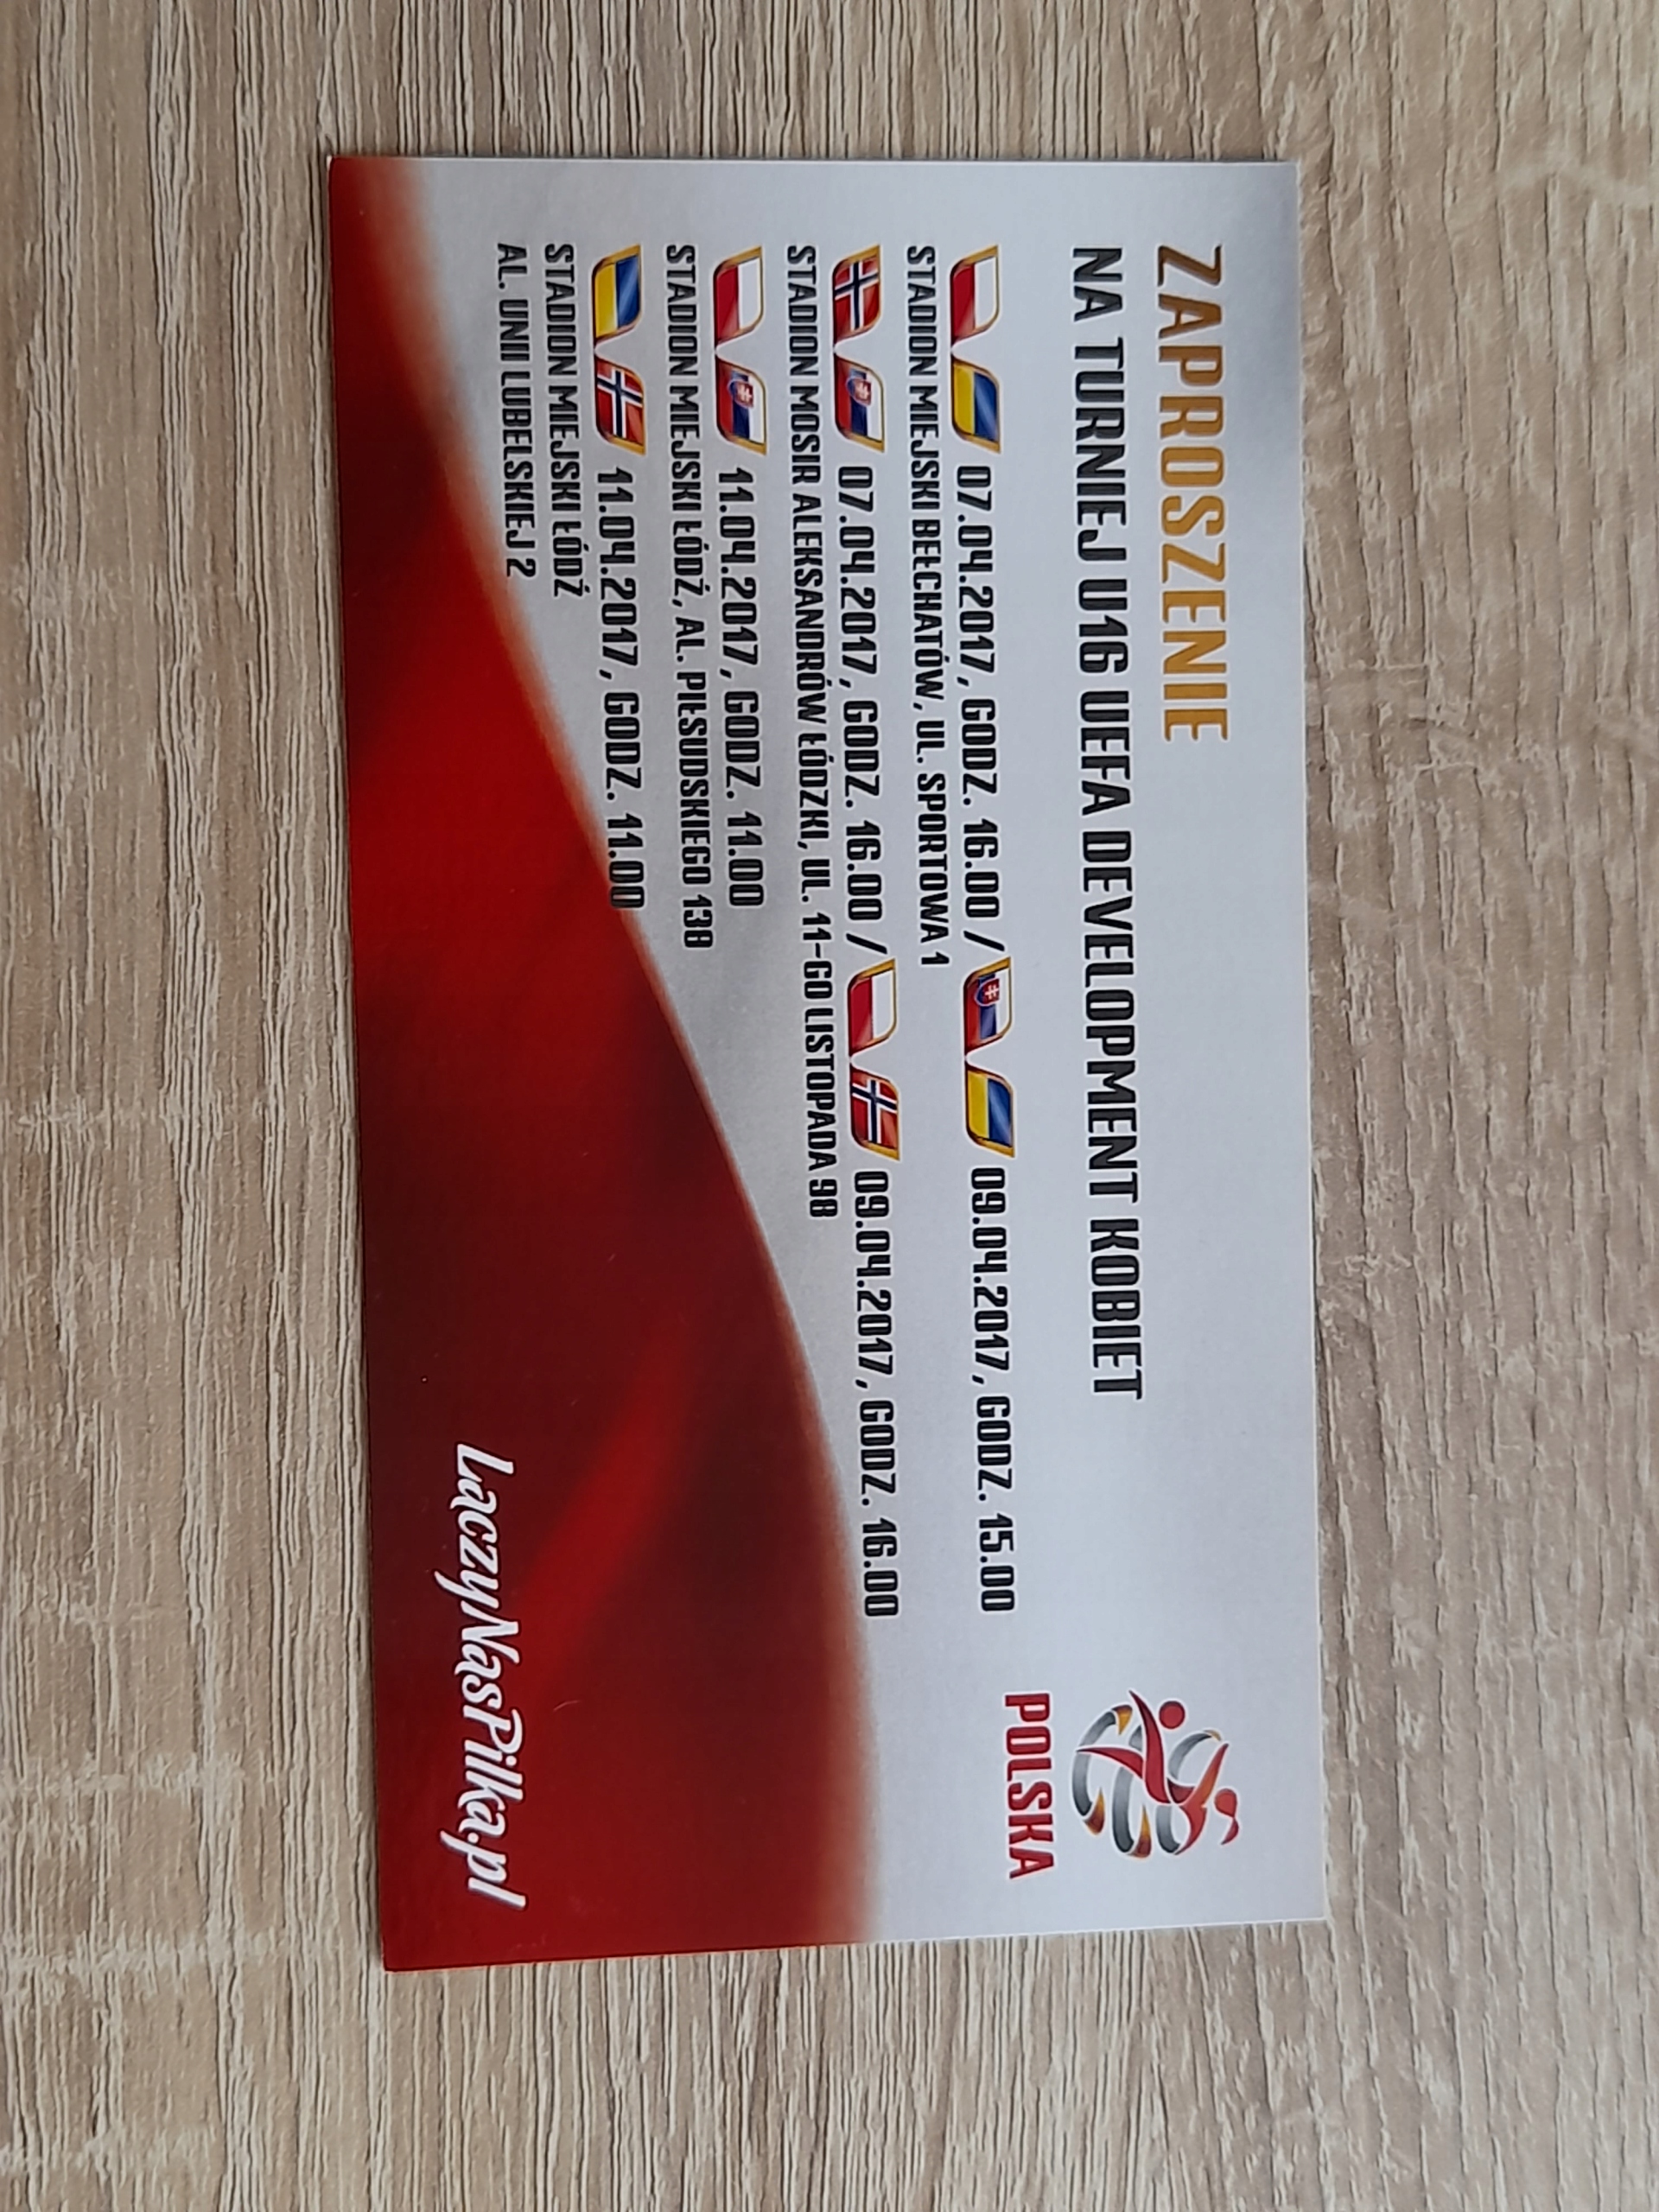 ZAPROSZENIE
NA TURNIEJ U16 UEFA DEVELOPMENT KOBIET
POLSKA
07.04.2017, GODZ. 16.00 / 09.04.2017, GODZ. 15.00
STADION MIEJSKI BEŁCHATÓW, UL. SPORTOWA 1
07.04.2017, GODZ. 16.00 / 09.04.2017, GODZ. 16.00
STADION MOSIR ALEKSANDRÓW ŁÓDZKI, UL. 11-GO LISTOPADA 98
11.04.2017, GODZ. 11.00
STADION MIEJSKI ŁÓDŹ, AL. PIŁSUDSKIEGO 138
11.04.2017, GODZ. 11.00
STADION MIEJSKI ŁÓDŹ
AL. UNII LUBELSKIEJ 2
LaczyNasPilka.pl